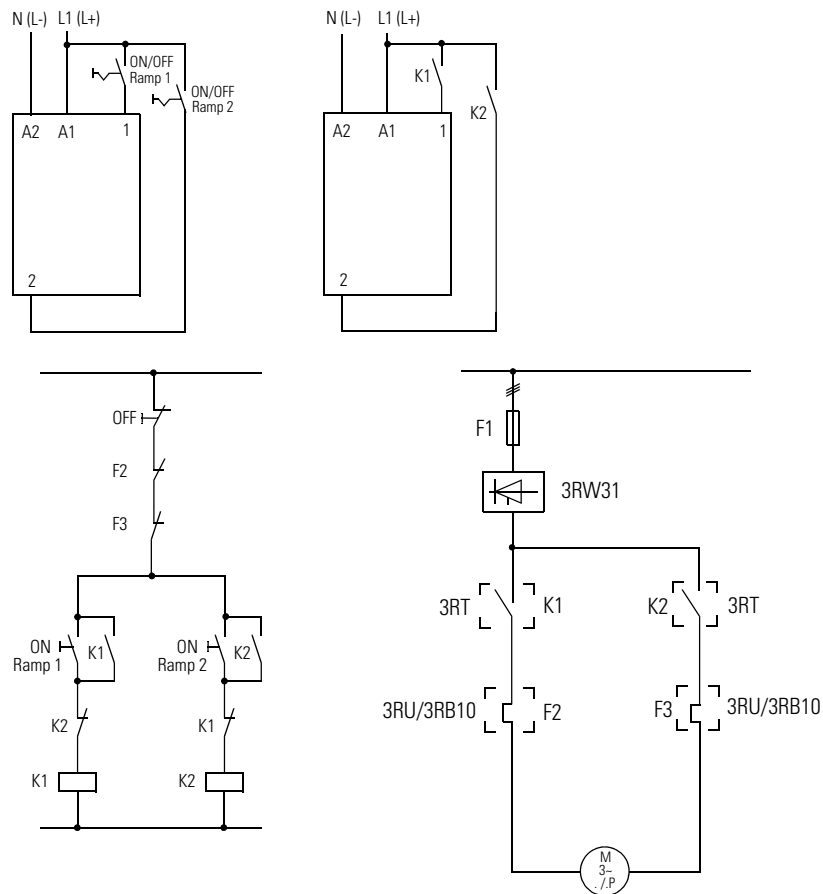 N (L-) L1 (L+)
ON/OFF
Ramp 1
ON/OFF
Ramp 2
A2 A1 1
2
N (L-) L1 (L+)
K1
K2
A2 A1 1
2
OFF
F2
F3
ON
Ramp 1
K1
ON
Ramp 2
K2
K2
K1
K1
K2
F1
3RW31
3RT
K1
K2
3RT
3RU/3RB10
F2
F3
3RU/3RB10
M
3~
./.P